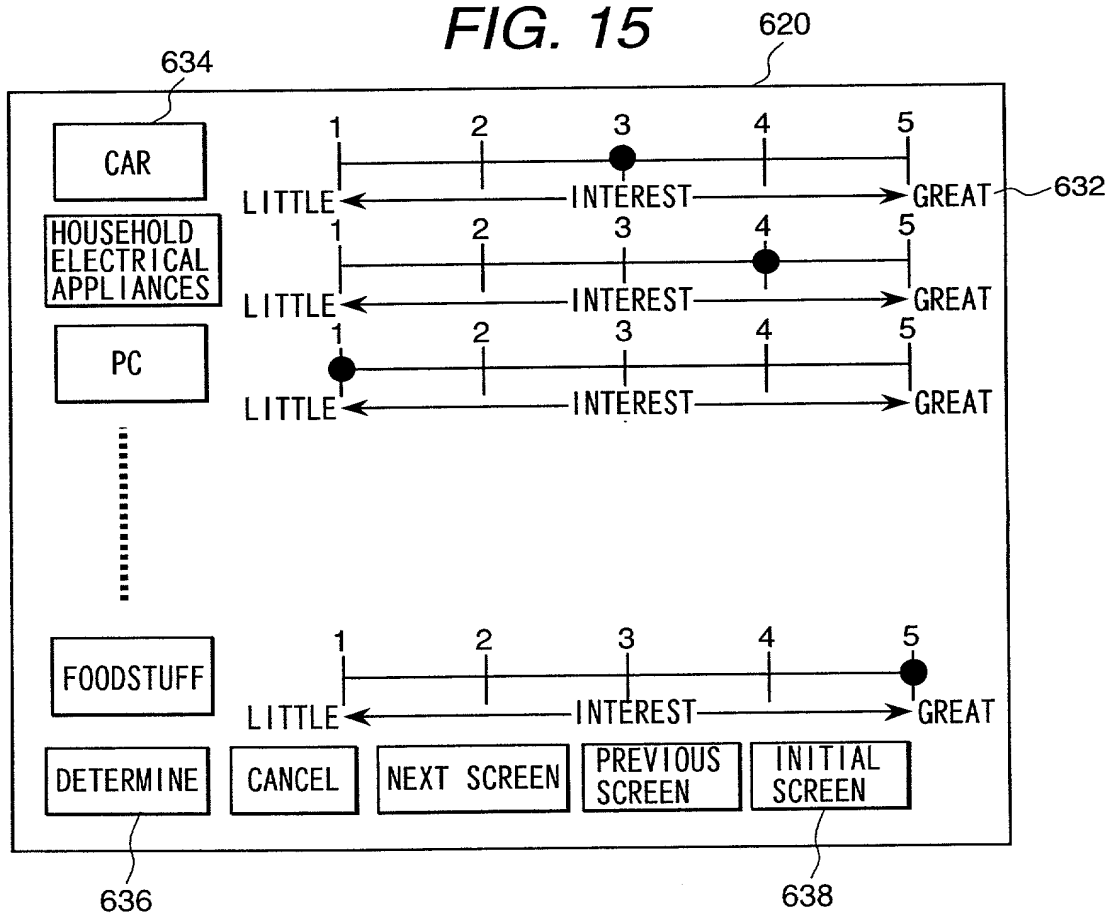 FIG. 15
620
634
CAR
1 2 3 4 5
LITTLE INTEREST GREAT
632
HOUSEHOLD
ELECTRICAL
APPLIANCES
1 2 3 4 5
LITTLE INTEREST GREAT
PC
1 2 3 4 5
LITTLE INTEREST GREAT
FOODSTUFF
1 2 3 4 5
LITTLE INTEREST GREAT
DETERMINE
CANCEL
NEXT SCREEN
PREVIOUS
SCREEN
INITIAL
SCREEN
636
638